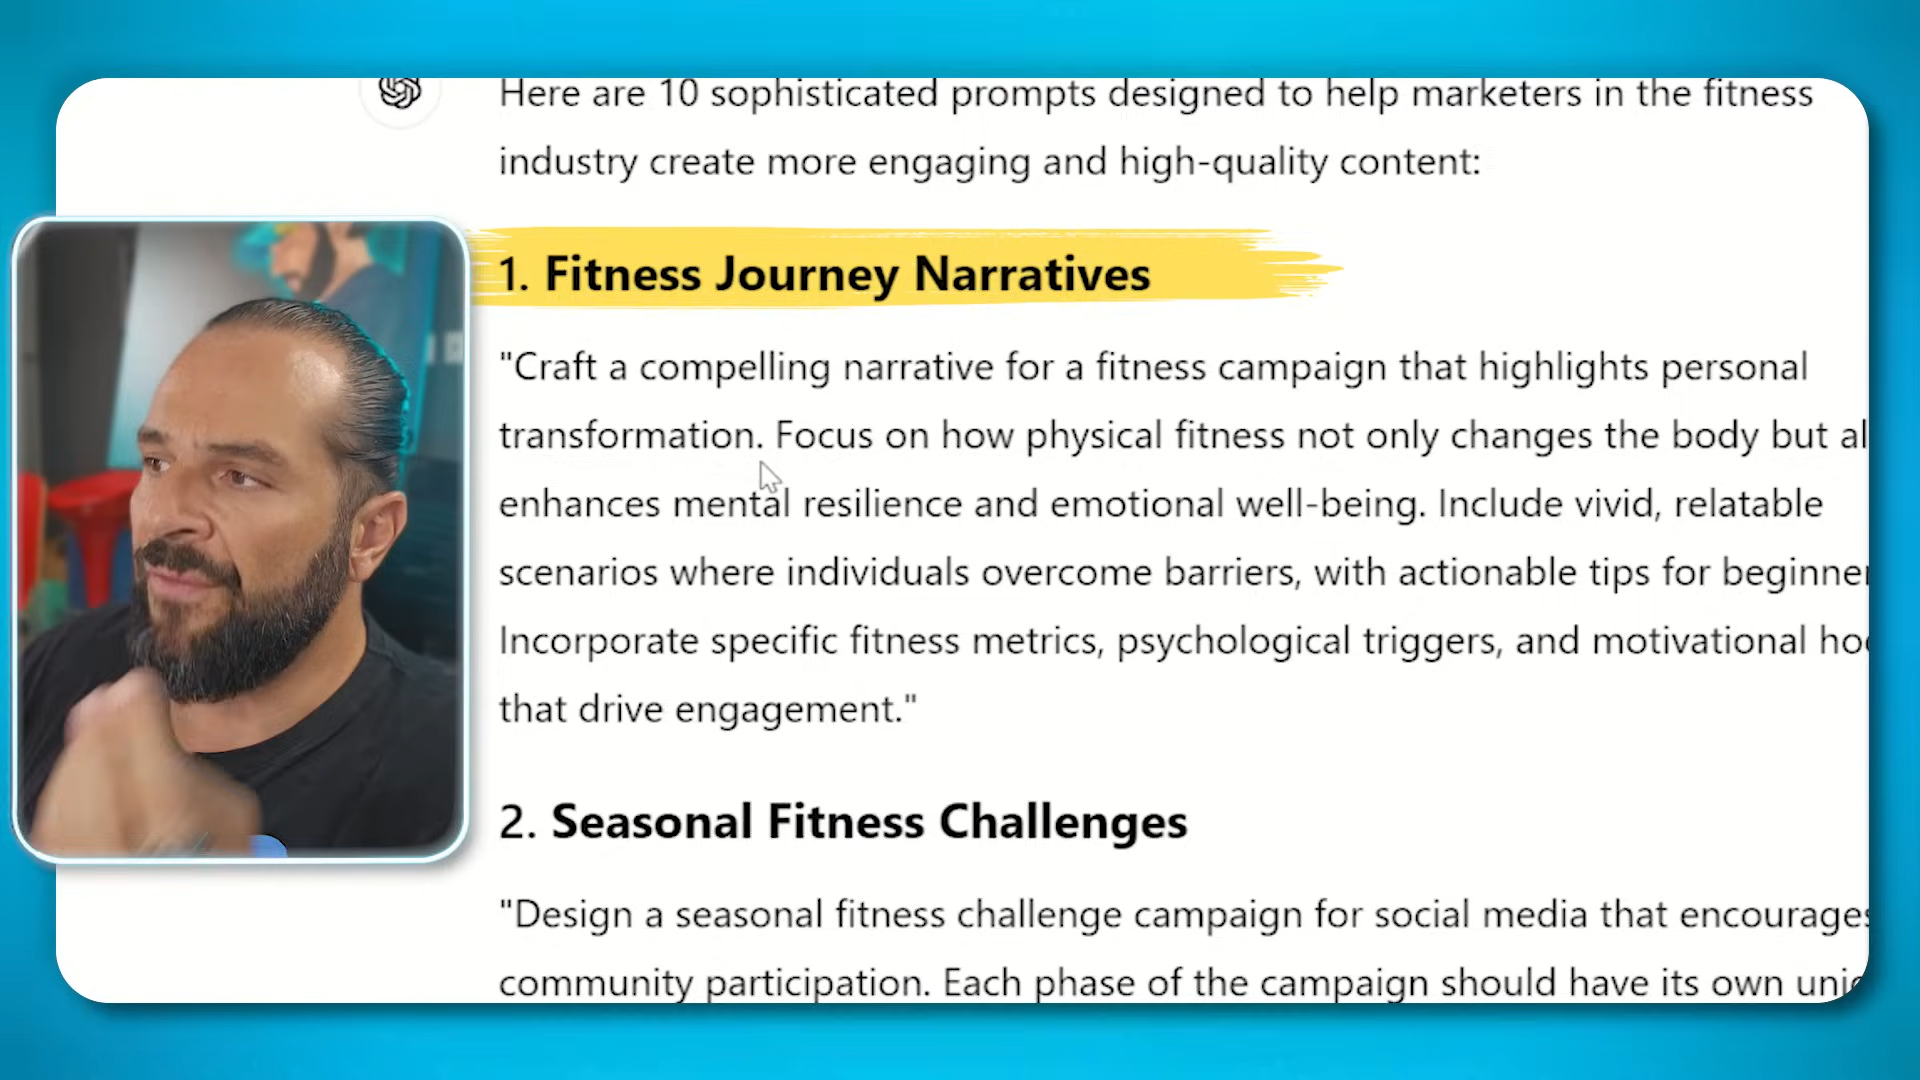 Here are 10 sophisticated prompts designed to help marketers in the fitness
industry create more engaging and high-quality content:
1. Fitness Journey Narratives
"Craft a compelling narrative for a fitness campaign that highlights personal
transformation. Focus on how physical fitness not only changes the body but al
enhances mental resilience and emotional well-being. Include vivid, relatable
scenarios where individuals overcome barriers, with actionable tips for beginner
Incorporate specific fitness metrics, psychological triggers, and motivational ho
that drive engagement."
2. Seasonal Fitness Challenges
"Design a seasonal fitness challenge campaign for social media that encourages
community participation. Each phase of the campaign should have its own uni